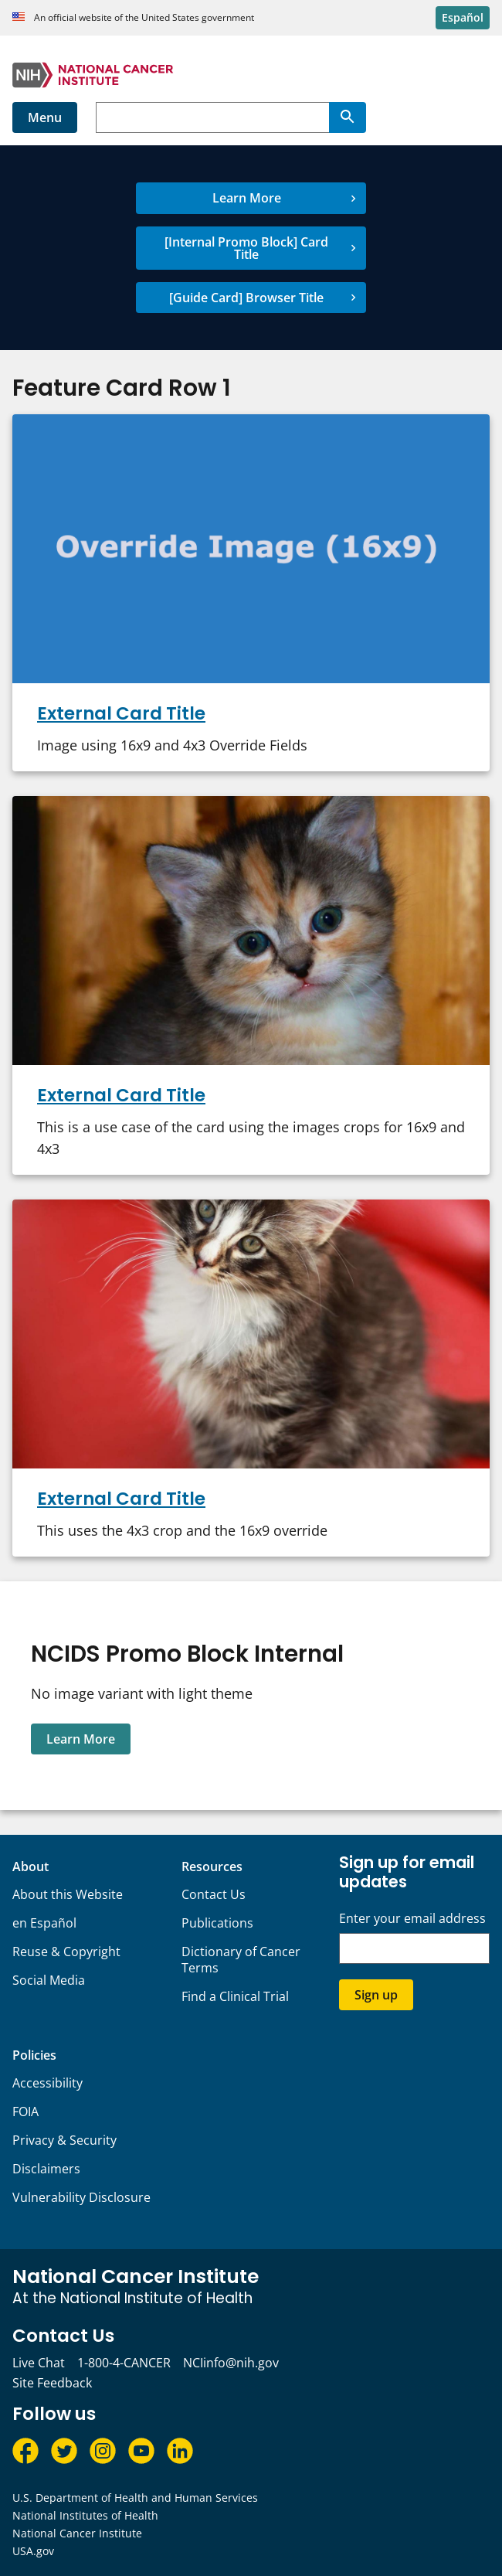 An official website of the United States government
Español
NIH NATIONAL CANCER
INSTITUTE
Menu
Learn More
[Internal Promo Block] Card
Title
[Guide Card] Browser Title
Feature Card Row 1
Override Image (16x9)
External Card Title
Image using 16x9 and 4x3 Override Fields
External Card Title
This is a use case of the card using the images crops for 16x9 and
4x3
External Card Title
This uses the 4x3 crop and the 16x9 override
NCIDS Promo Block Internal
No image variant with light theme
Learn More
About
About this Website
en Español
Reuse & Copyright
Social Media
Resources
Contact Us
Publications
Dictionary of Cancer
Terms
Find a Clinical Trial
Sign up for email
updates
Enter your email address
Sign up
Policies
Accessibility
FOIA
Privacy & Security
Disclaimers
Vulnerability Disclosure
National Cancer Institute
At the National Institute of Health
Contact Us
Live Chat 1-800-4-CANCER NCIinfo@nih.gov
Site Feedback
Follow us
U.S. Department of Health and Human Services
National Institutes of Health
National Cancer Institute
USA.gov